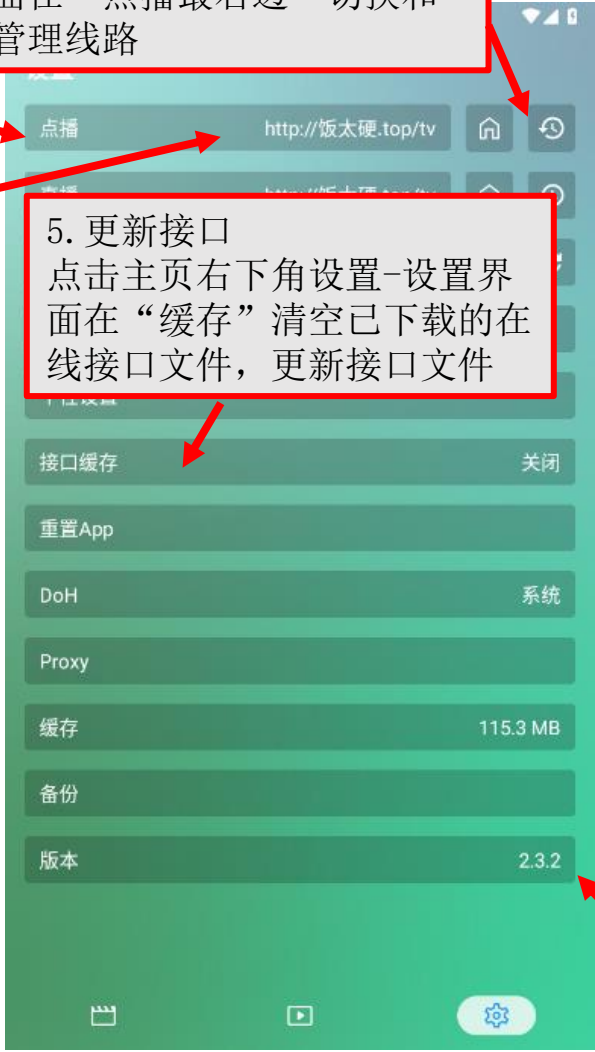 管理线路
点播 http://饭太硬.top/tv
5.更新接口
点击主页右下角设置-设置界
面在“缓存”清空已下载的在
线接口文件，更新接口文件
接口缓存 关闭
重置App
DoH 系统
Proxy
缓存 115.3 MB
备份
版本 2.3.2